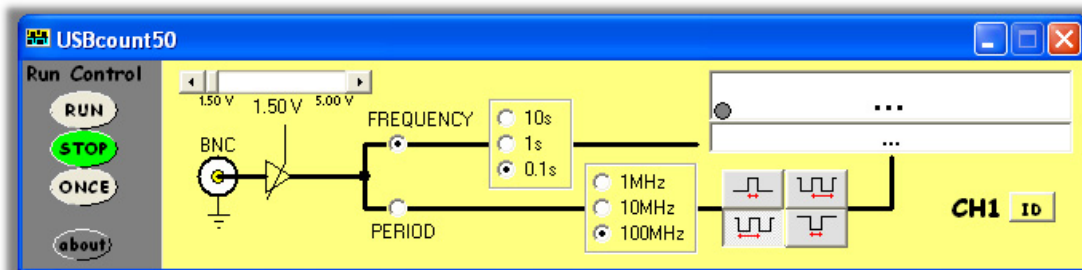 USBcount50
Run Control
RUN
STOP
ONCE
about}
1.50 V
1.50 V
5.00 V
BNC
FREQUENCY
PERIOD
10s
1s
0.1s
1MHz
10MHz
100MHz
...
...
CH1 ID